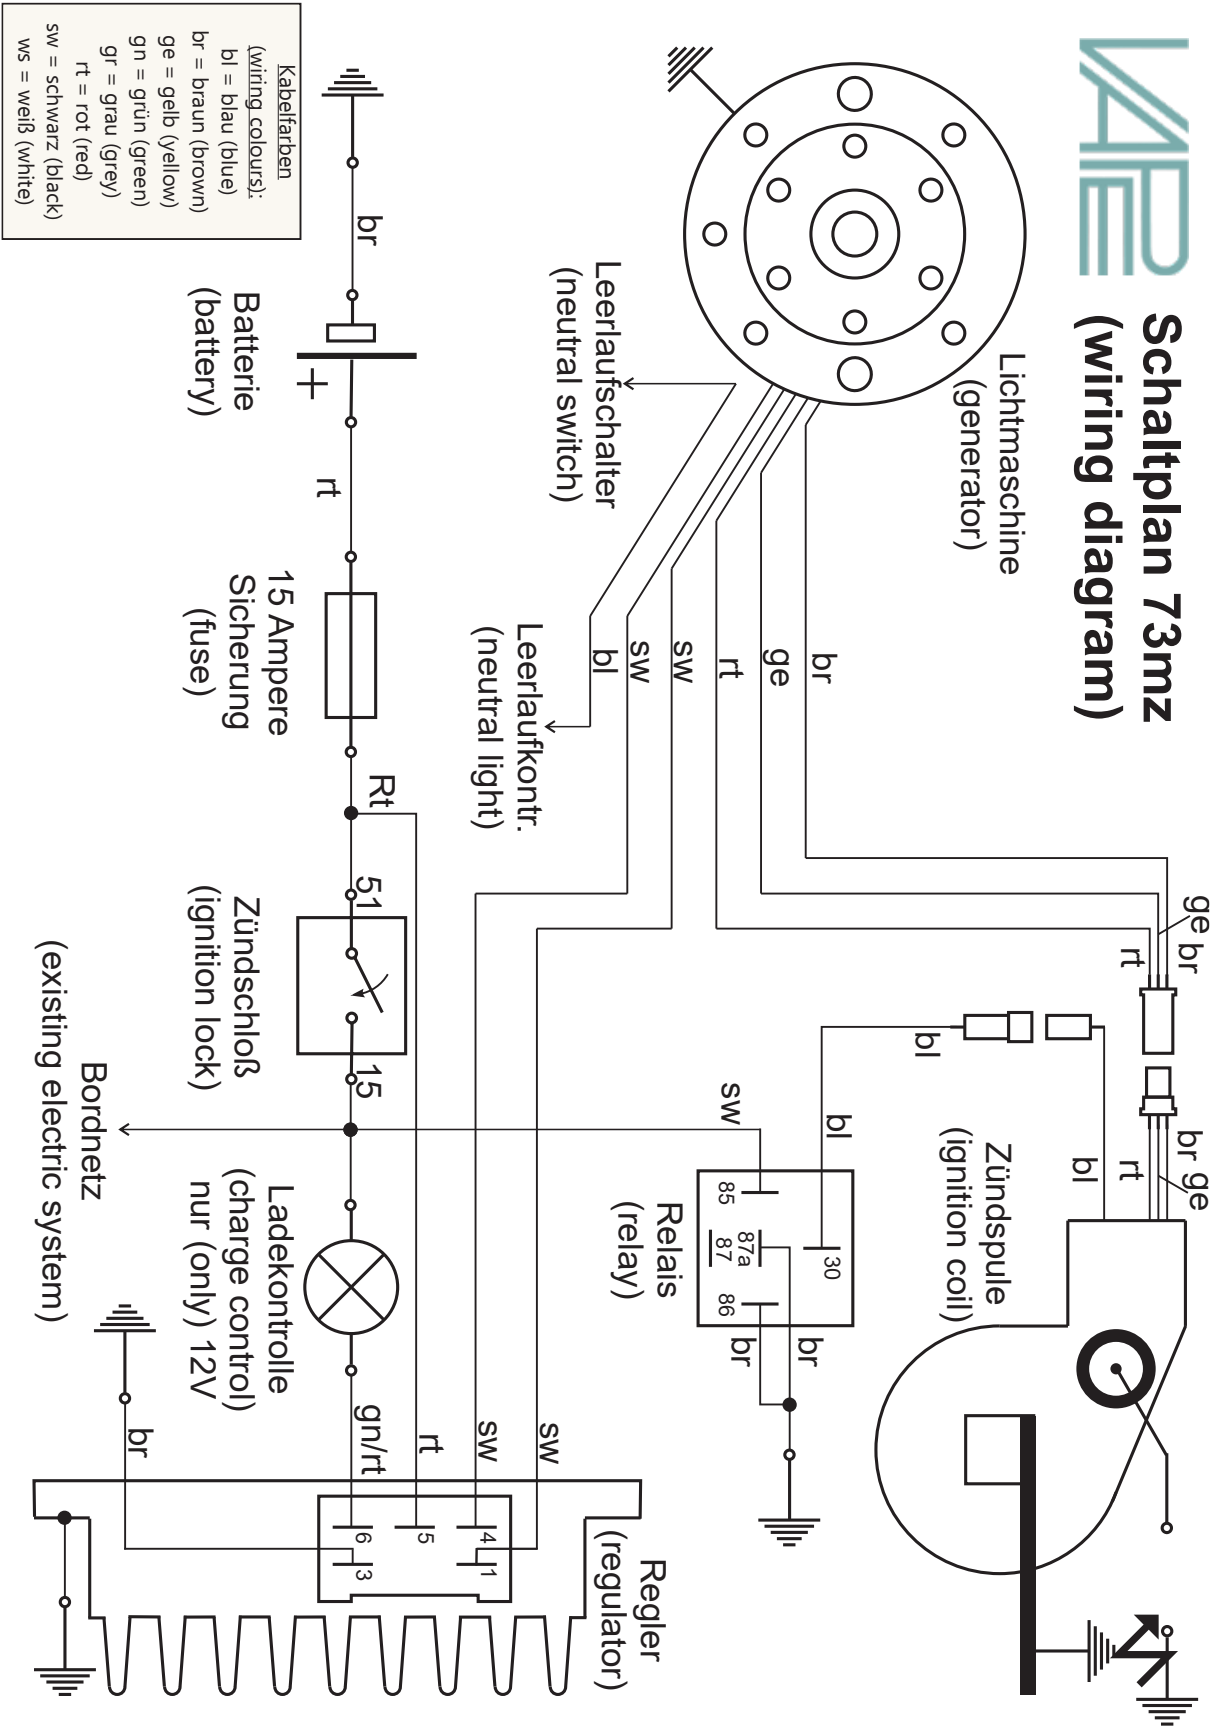 VAPE
Schaltplan 73mz
(wiring diagram)
Lichtmaschine
(generator)
Leerlaufschalter
(neutral switch)
br
ge
rt
sw
sw
bl
Leerlaufkontr.
(neutral light)
ge
br
rt
br
ge
rt
bl
bl
Zündspule
(ignition coil)
bl
sw
30
85
87a
87
86
br
br
Relais
(relay)
Kabelfarben
(wiring colours):
bl = blau (blue)
br = braun (brown)
ge = gelb (yellow)
gn = grün (green)
gr = grau (grey)
rt = rot (red)
sw = schwarz (black)
ws = weiß (white)
br
+
Batterie
(battery)
rt
15 Ampere
Sicherung
(fuse)
Rt
51
15
Zündschloß
(ignition lock)
Bordnetz
(existing electric system)
Ladekontrolle
(charge control)
nur (only) 12V
sw
sw
rt
gn/rt
br
1
4
5
6
3
Regler
(regulator)